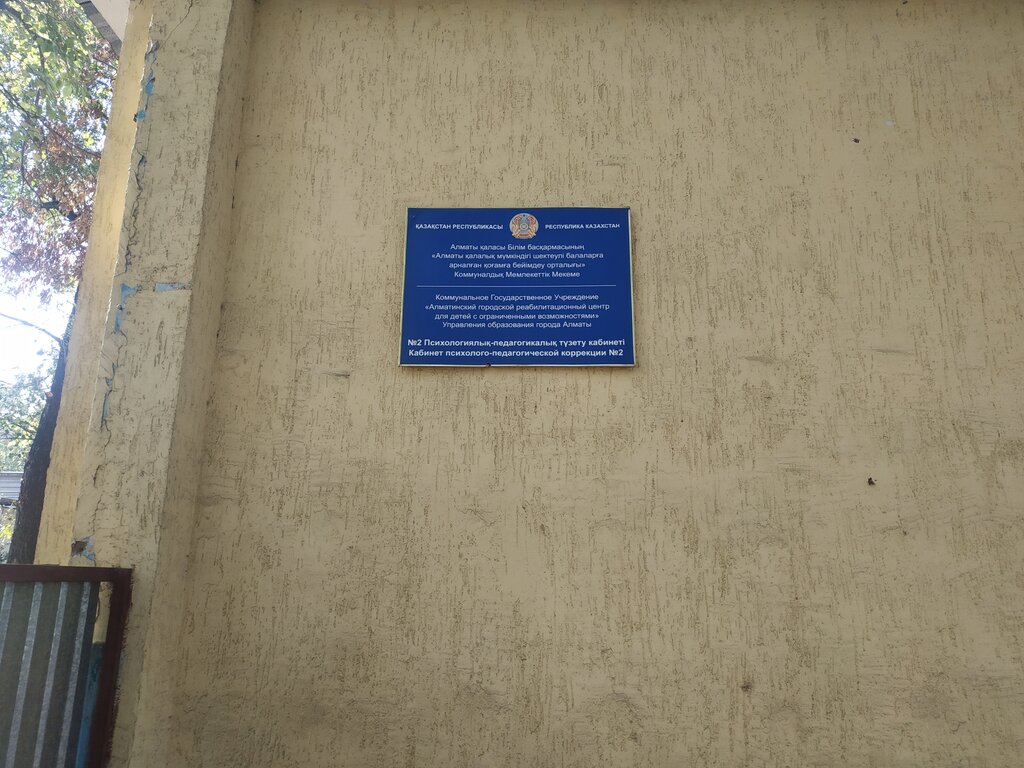 ҚАЗАҚСТАН РЕСПУБЛИКАСЫ РЕСПУБЛИКА КАЗАХСТАН
Алматы қаласы Білім басқармасының
«Алматы қалалық мүмкіндігі шектеулі балаларға
арналған қоғамға бейімдеу орталығы»
Коммуналдық Мемлекеттік Мекеме
Коммунальное Государственное Учреждение
«Алматинский городской реабилитационный центр
для детей с ограниченными возможностями»
Управления образования города Алматы
№2 Психологиялық-педагогикалық түзету кабинеті
Кабинет психолого-педагогической коррекции №2